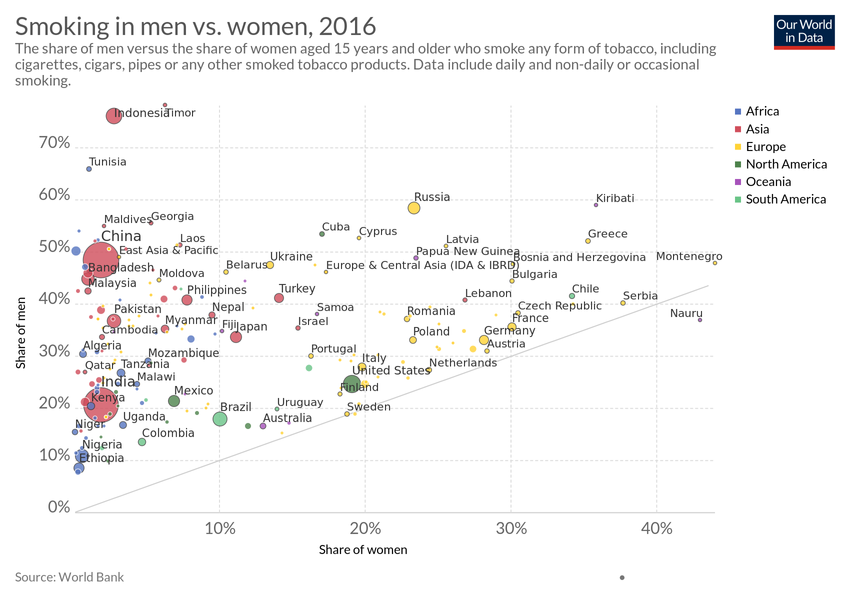 Smoking in men vs. women, 2016
The share of men versus the share of women aged 15 years and older who smoke any form of tobacco, including
cigarettes, cigars, pipes or any other smoked tobacco products. Data include daily and non-daily or occasional
smoking.
Our World
in Data
Indonesia
Timor
Africa
Asia
Europe
North America
Oceania
South America
70%
Tunisia
60%
Russia
Kiribati
Maldives
Georgia
China
Laos
Cuba
Cyprus
Latvia
Greece
50%
East Asia & Pacific
Ukraine
Papua New Guinea
Bosnia and Herzegovina
Montenegro
Bangladesh
Moldova
Belarus
Europe & Central Asia (IDA & IBRD)
Bulgaria
Malaysia
Philippines
Turkey
Lebanon
Chile
Serbia
40%
Pakistan
Nepal
Samoa
Romania
Czech Republic
Nauru
Cambodia
Myanmar
Fiji
Japan
Israel
France
Poland
Germany
Algeria
Mozambique
Portugal
Austria
30%
Qatar
Tanzania
Italy
Netherlands
India
Malawi
United States
Kenya
Mexico
Finland
20%
Niger
Uganda
Brazil
Uruguay
Sweden
Australia
Colombia
Nigeria
10%
Ethiopia
0%
10%
20%
30%
40%
Share of men
Share of women
Source: World Bank